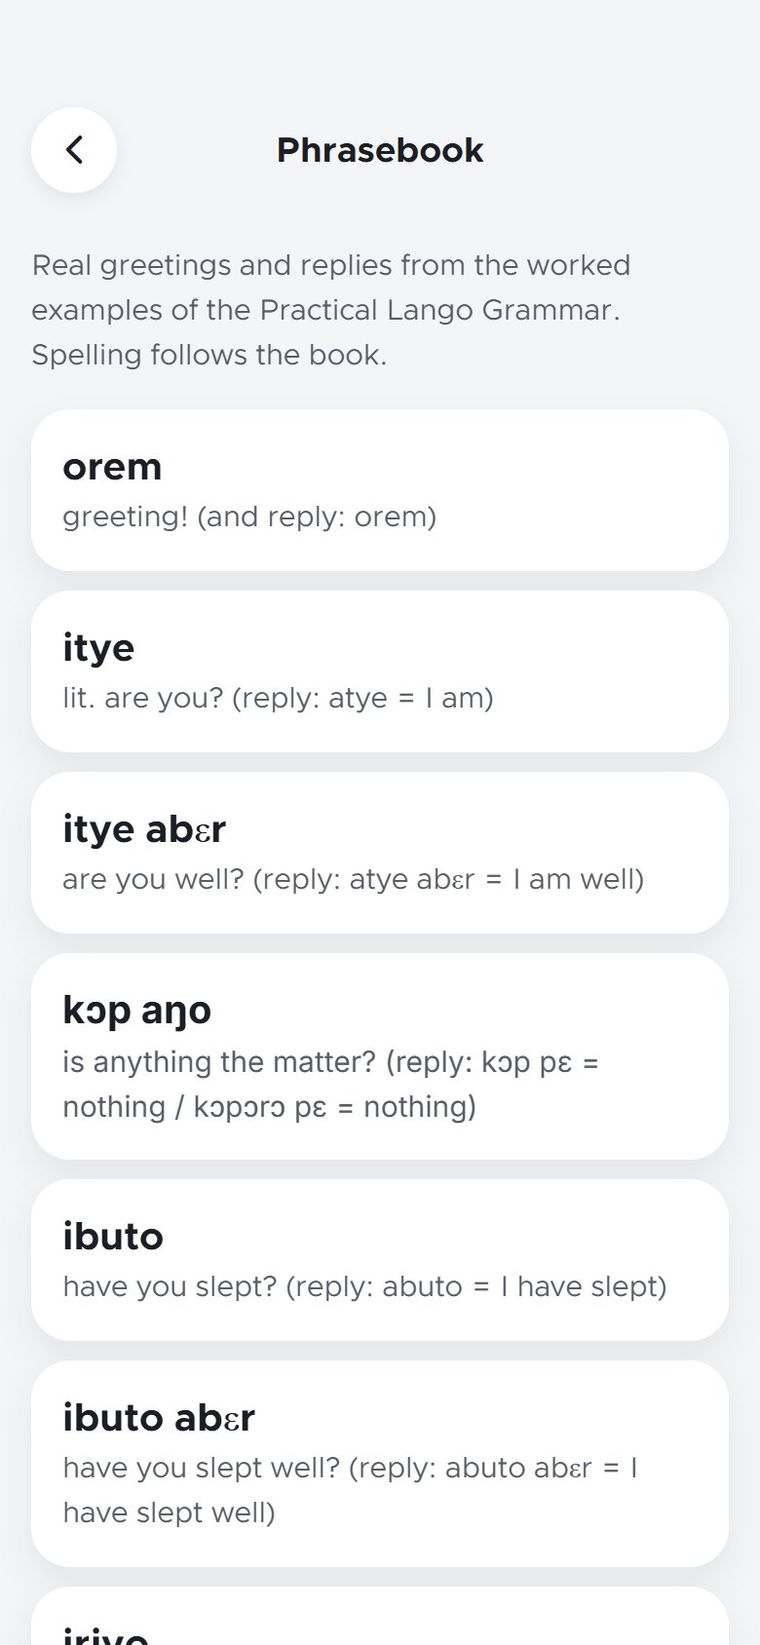 Phrasebook
Real greetings and replies from the worked
examples of the Practical Lango Grammar.
Spelling follows the book.
orem
greeting! (and reply: orem)
itye
lit. are you? (reply: atye = I am)
itye abɛr
are you well? (reply: atye abɛr = I am well)
kɔp aŋo
is anything the matter? (reply: kɔp pɛ =
nothing / kɔpɔrɔ pɛ = nothing)
ibuto
have you slept? (reply: abuto = I have slept)
ibuto abɛr
have you slept well? (reply: abuto abɛr = I
have slept well)